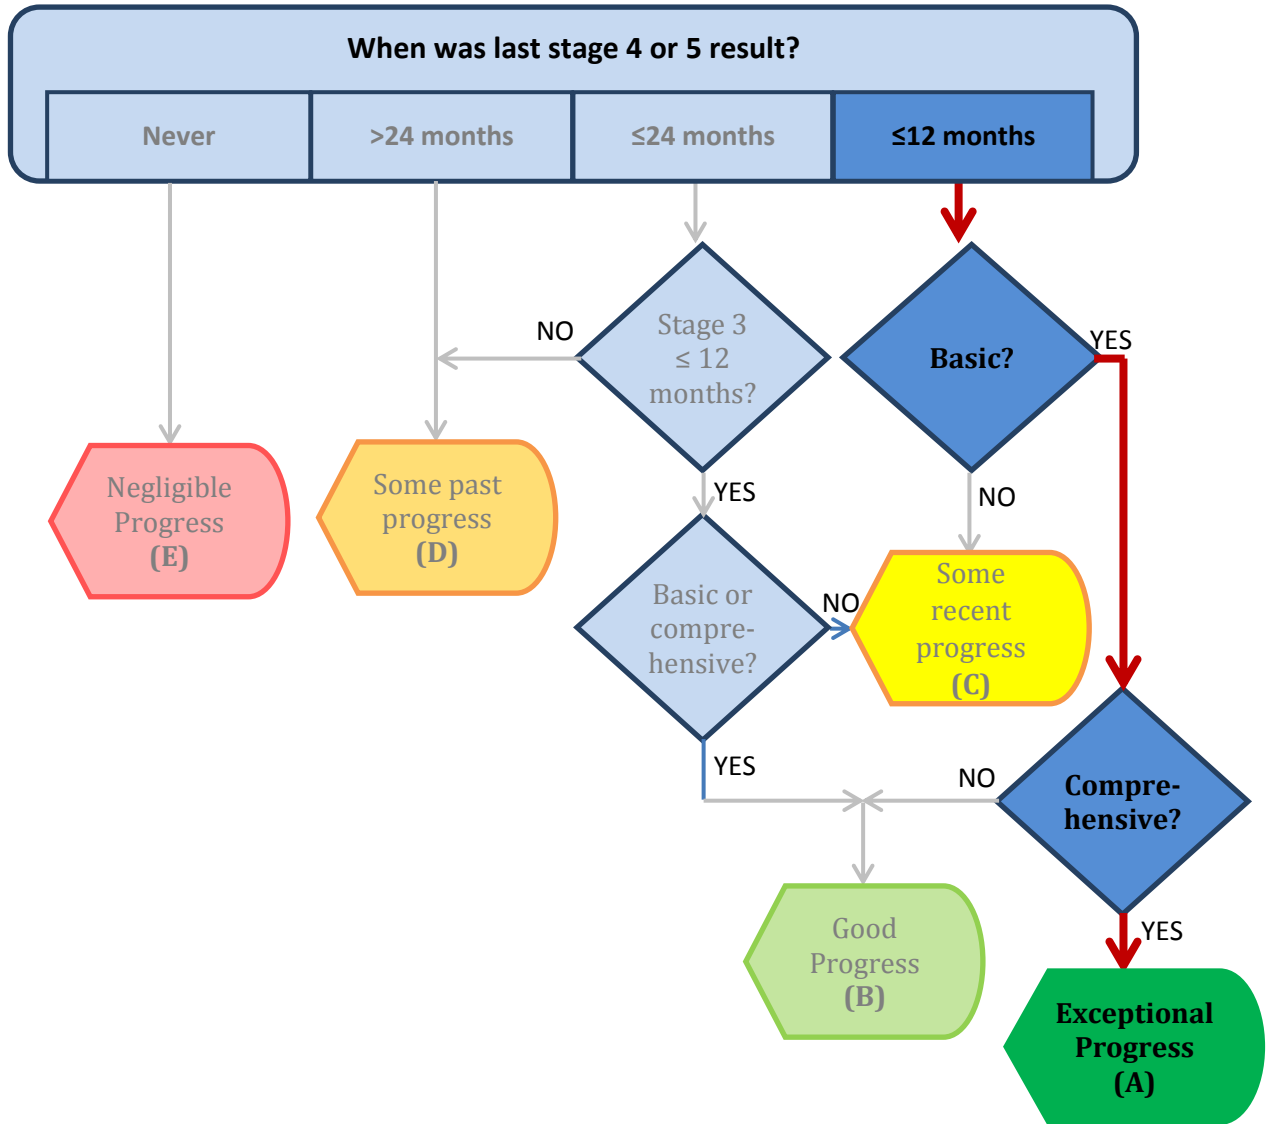 When was last stage 4 or 5 result?
Never
>24 months
≤24 months
≤12 months
NO
Stage 3
≤ 12
months?
Basic?
YES
Negligible
Progress
(E)
Some past
progress
(D)
YES
NO
Basic or
compre-
hensive?
NO
Some
recent
progress
(C)
YES
NO
Compre-
hensive?
Good
Progress
(B)
YES
Exceptional
Progress
(A)